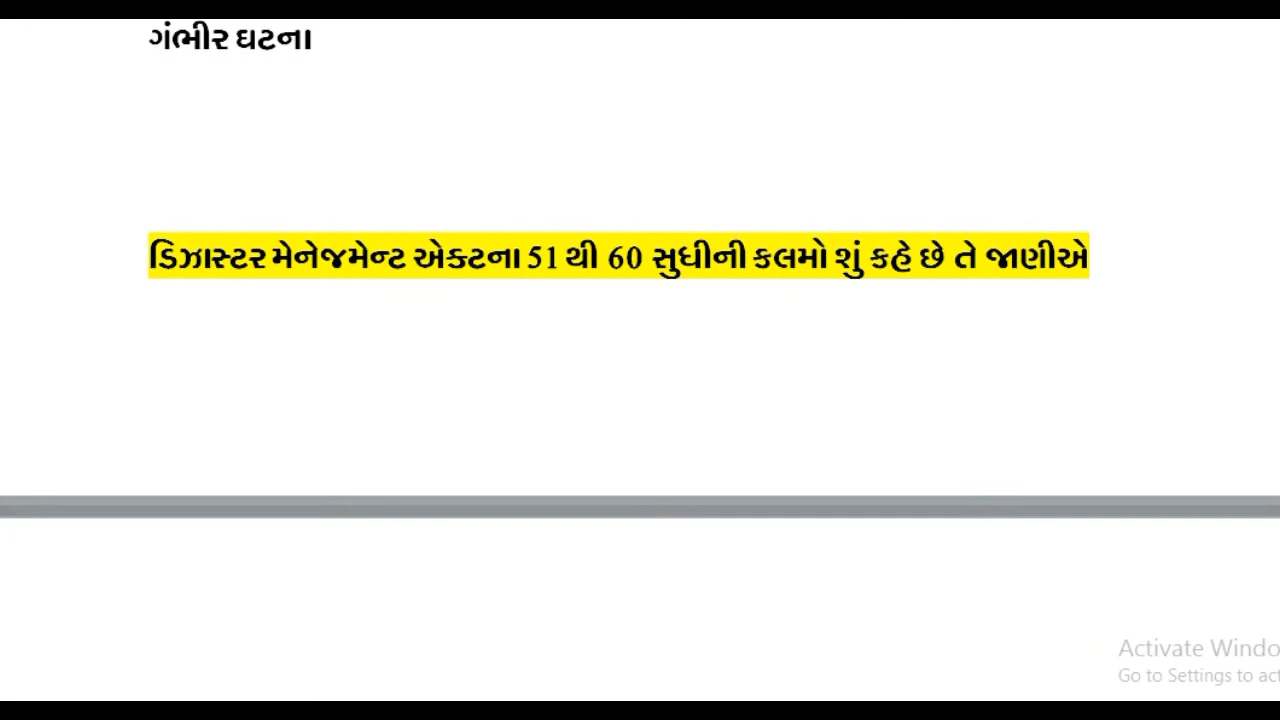 ગંભીર ઘટના
ડિઝાસ્ટર મેનેજમેન્ટ એક્ટના 51 થી 60 સુધીની કલમો શું કહે છે તે જાણીએ
Activate Windo
Go to Settings to act